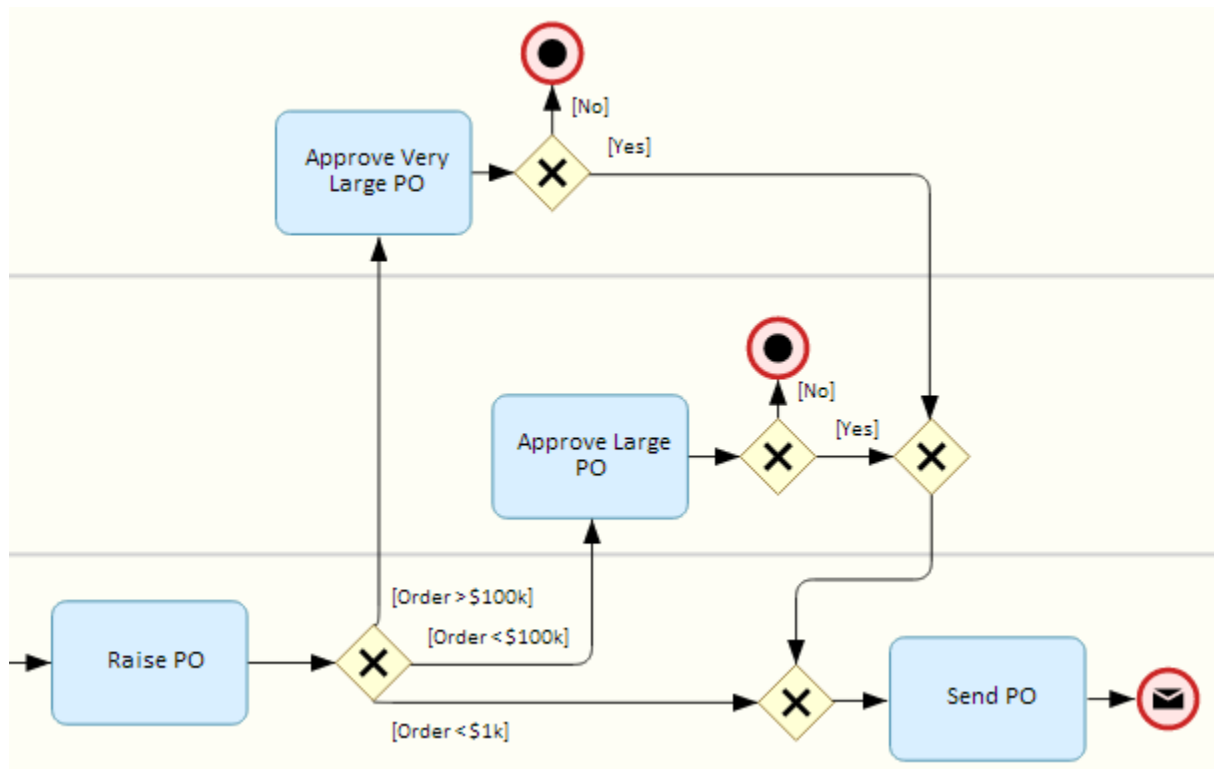 [No]
Approve Very
Large PO
[Yes]
[No]
Approve Large
PO
[Yes]
[Order > $100k]
[Order < $100k]
Raise PO
Send PO
[Order < $1k]